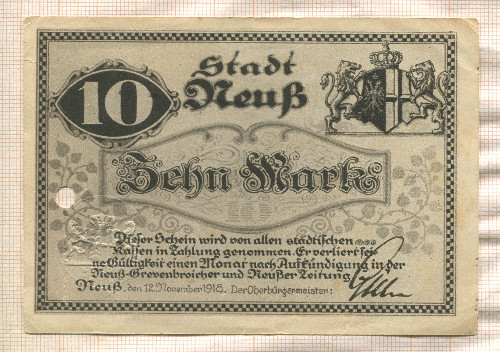 10
Stadt
Neuß
Zehn Mark
Dieser Schein wird von allen städtischen
Kassen in Zahlung genommen. Er verliert sei-
ne Gültigkeit einen Monat nach Aufkündigung in der
Neuß-Grevenbroicher und Neußer Zeitung.
Neuß, den 12. November 1918. Der Oberbürgermeister: